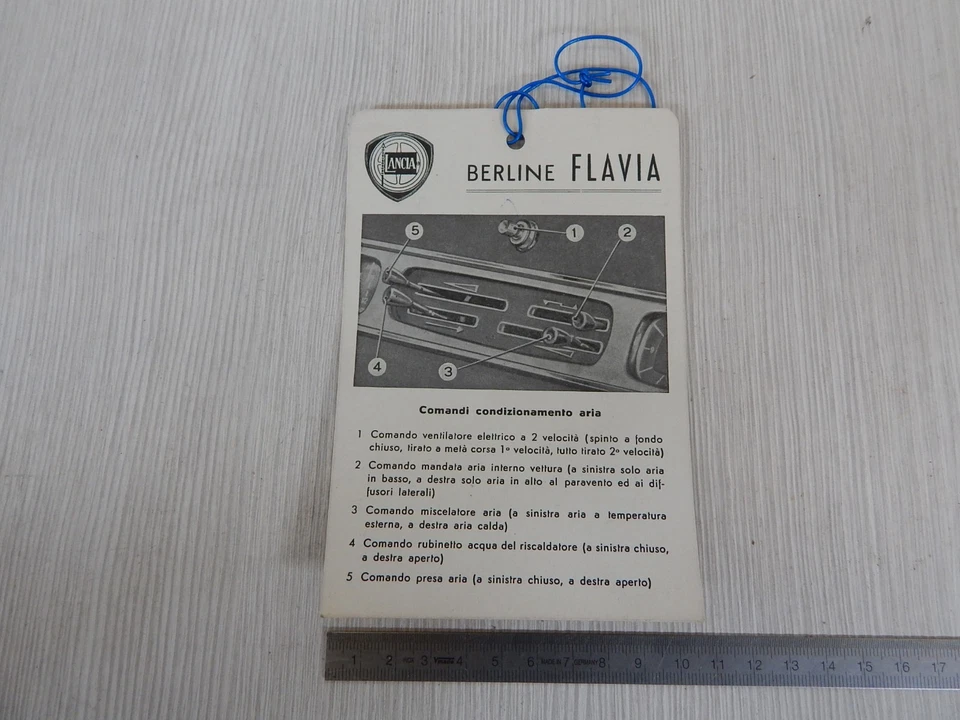 LANCIA
BERLINE FLAVIA
5
1
2
4
3
Comandi condizionamento aria
1 Comando ventilatore elettrico a 2 velocità (spinto a fondo
chiuso, tirato a metà corsa 1ª velocità, tutto tirato 2ª velocità)
2 Comando mandata aria interno vettura (a sinistra solo aria
in basso, a destra solo aria in alto al paravento ed ai dif-
fusori laterali)
3 Comando miscelatore aria (a sinistra aria a temperatura
esterna, a destra aria calda)
4 Comando rubinetto acqua del riscaldatore (a sinistra chiuso,
a destra aperto)
5 Comando presa aria (a sinistra chiuso, a destra aperto)
1 2 3 4 5 6 7 8 9 10 11 12 13 14 15 16 17